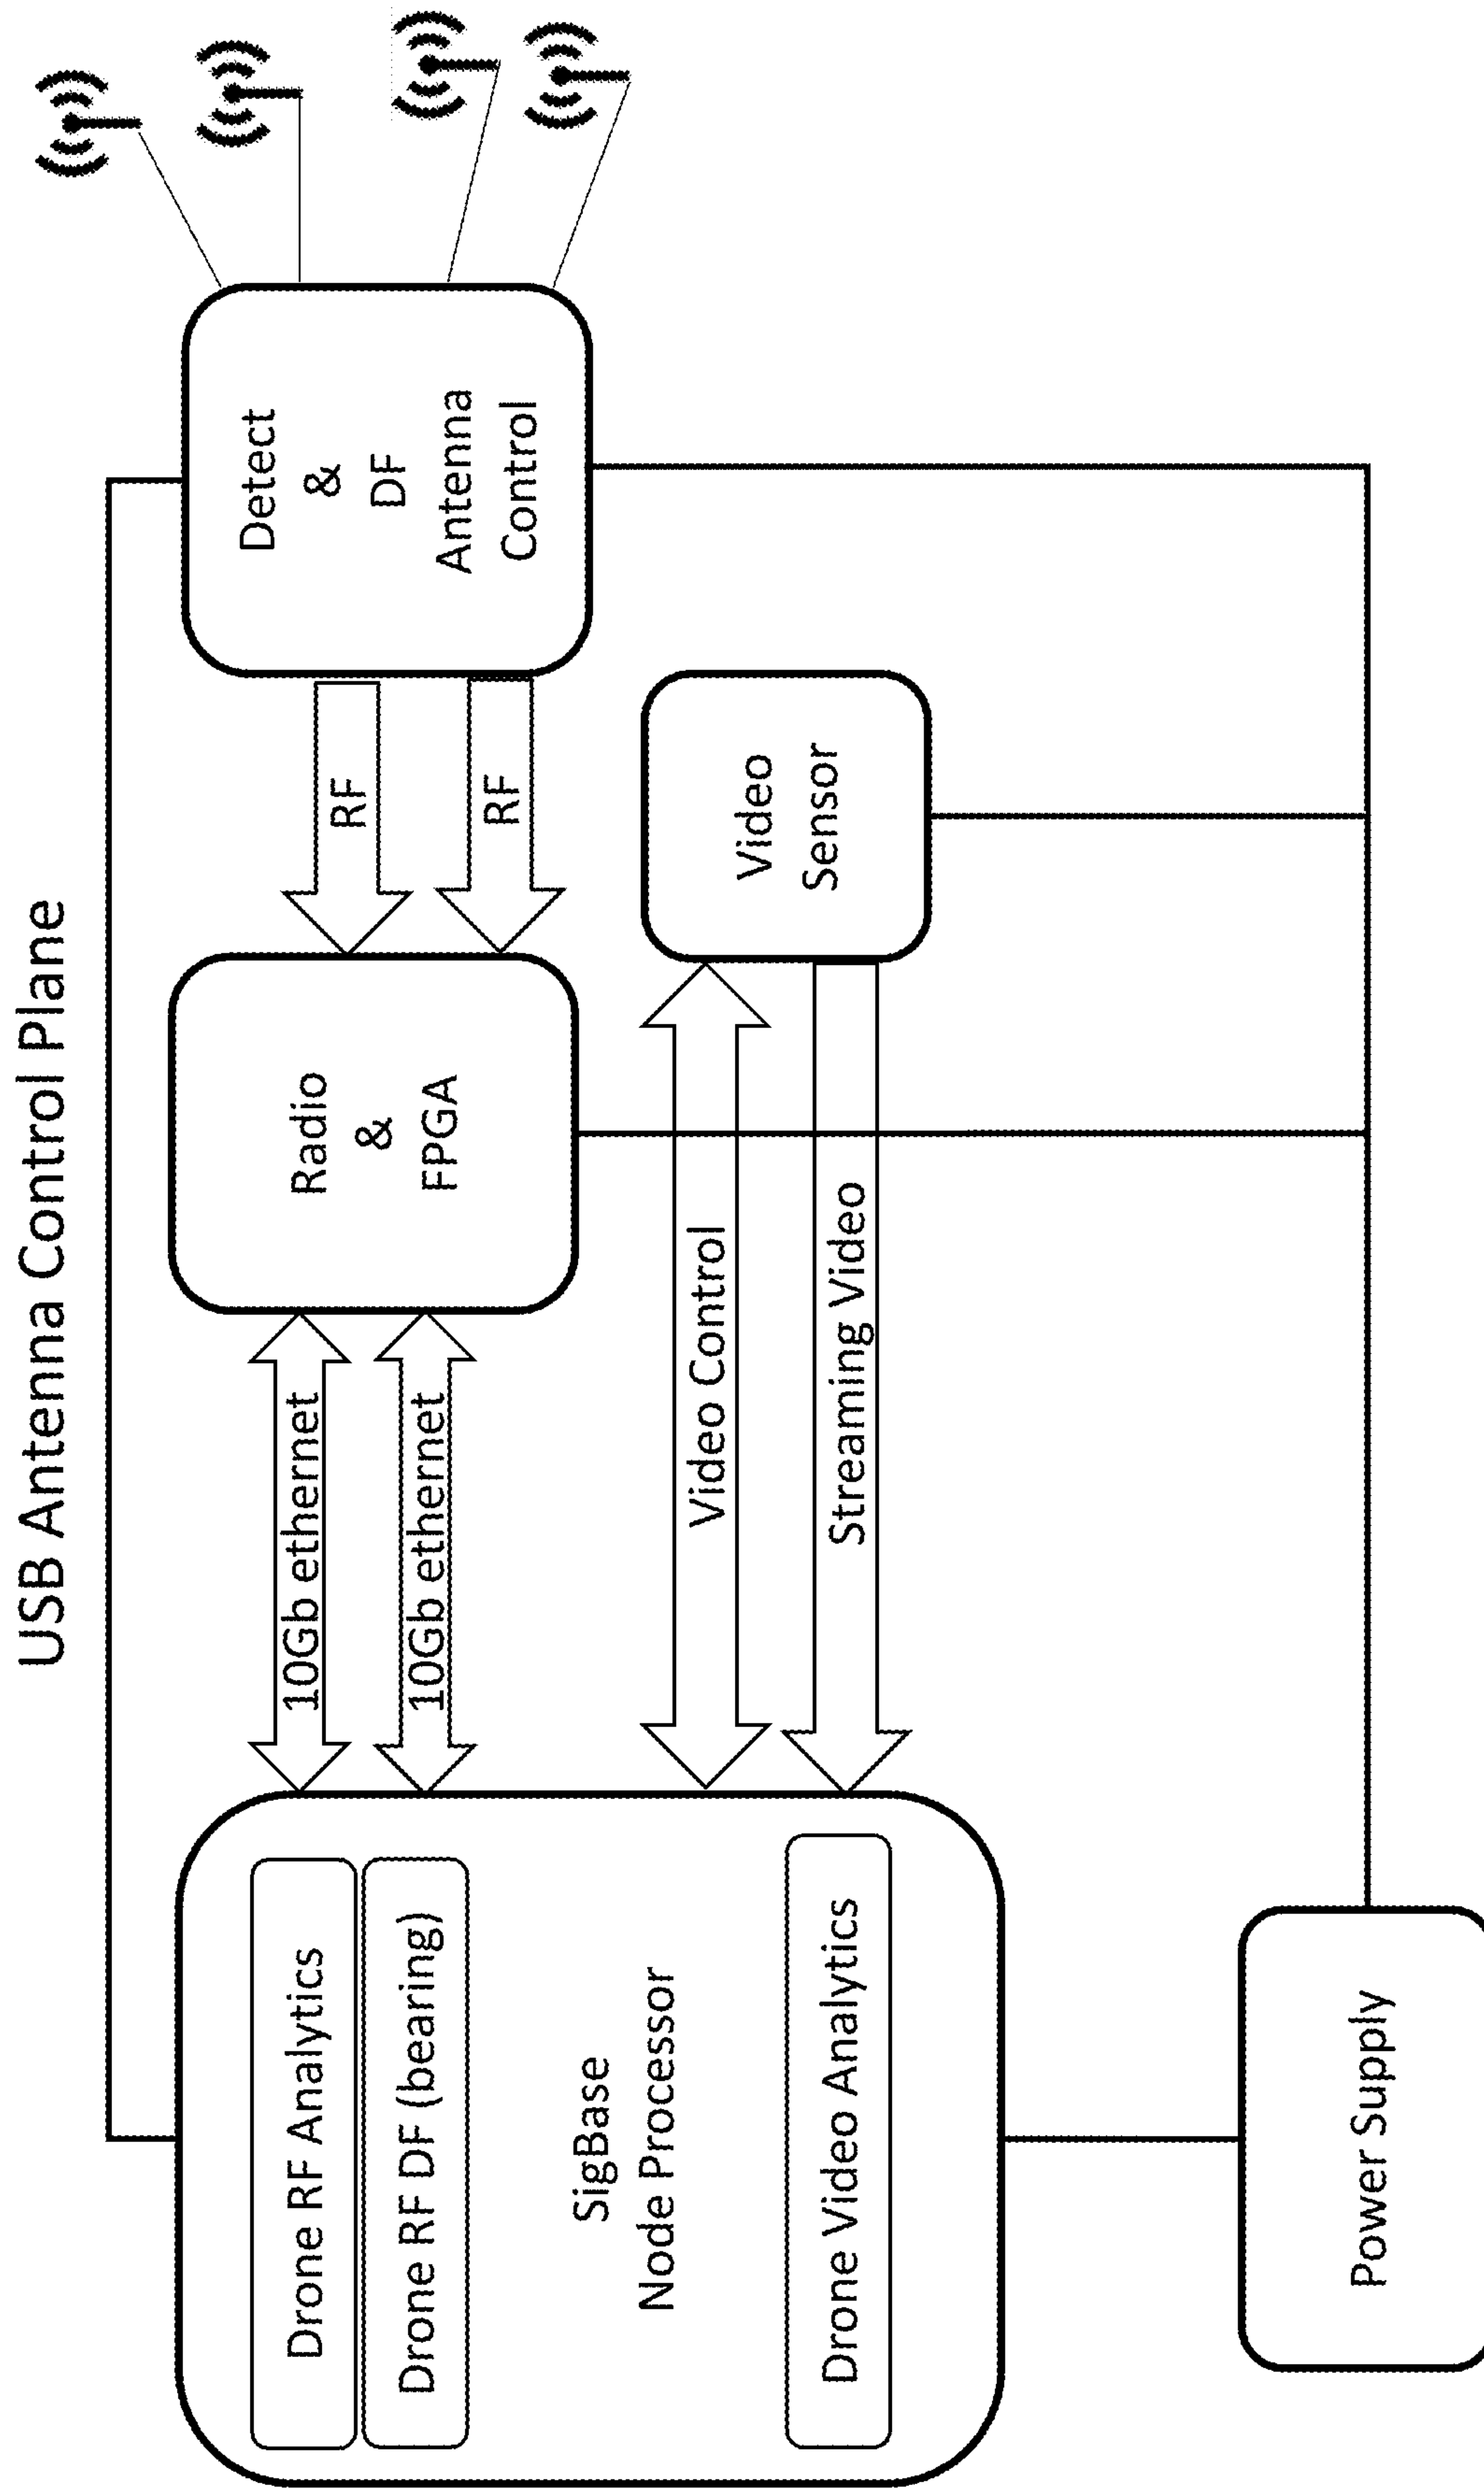 USB Antenna Control Plane
Drone RF Analytics
Drone RF DF (bearing)
SigBase
Node Processor
Drone Video Analytics
10Gb ethernet
10Gb ethernet
Video Control
Streaming Video
Radio
&
FPGA
RF
RF
Video
Sensor
Detect
&
DF
Antenna
Control
Power Supply